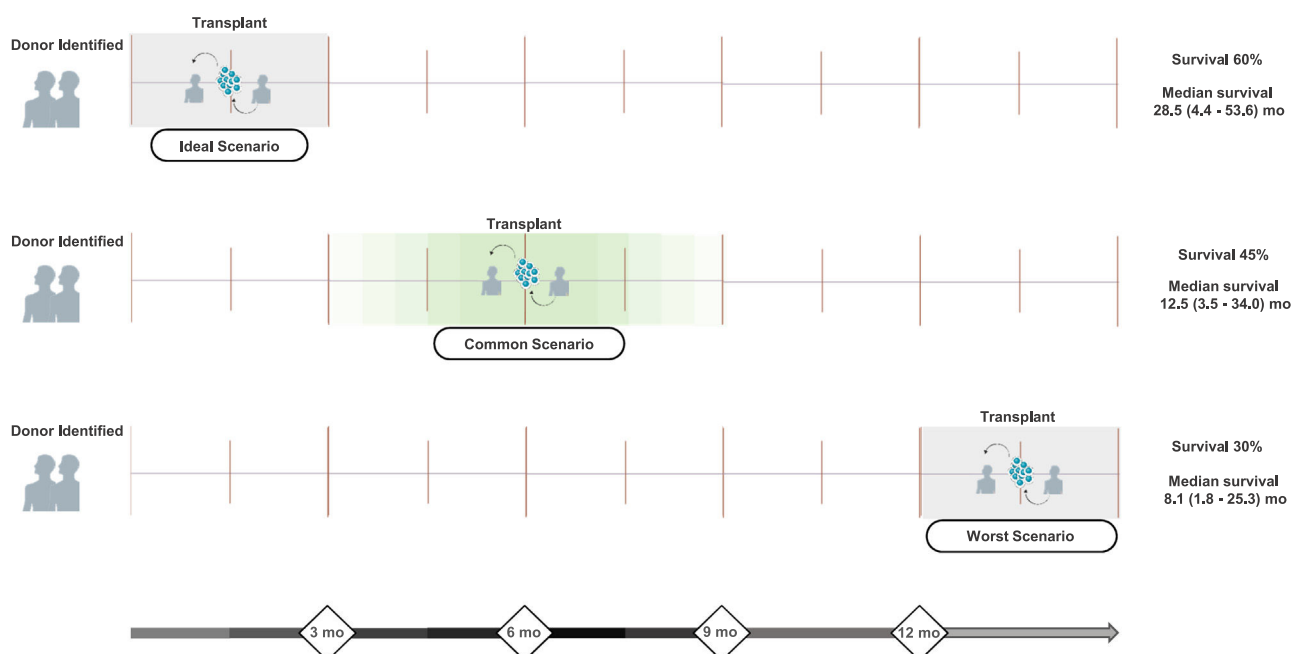 Transplant
Donor Identified
Survival 60%
Median survival
28.5 (4.4 - 53.6) mo
Ideal Scenario
Transplant
Donor Identified
Survival 45%
Median survival
12.5 (3.5 - 34.0) mo
Common Scenario
Transplant
Donor Identified
Survival 30%
Median survival
8.1 (1.8 - 25.3) mo
Worst Scenario
3 mo 6 mo 9 mo 12 mo